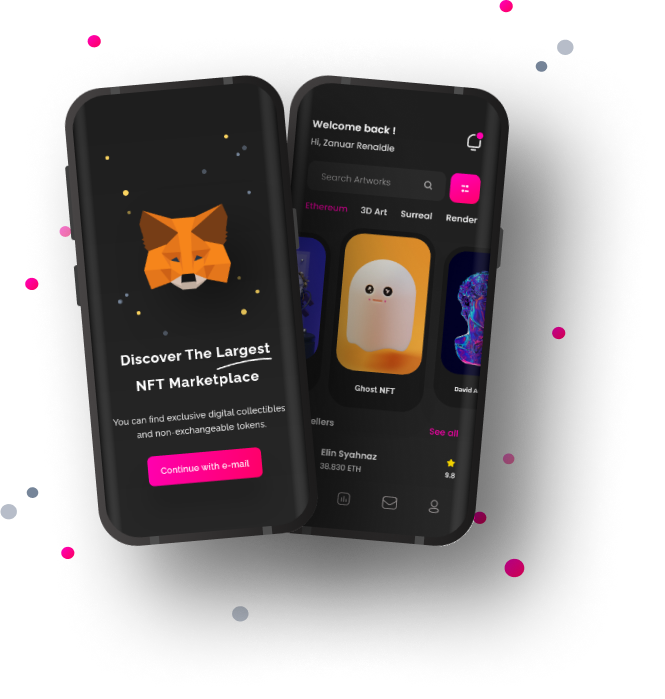 Discover The Largest
NFT Marketplace
You can find exclusive digital collectibles
and non-exchangeable tokens.
Continue with e-mail
Welcome back !
Hi, Zanuar Renaldie
Search Artworks
Ethereum 3D Art Surreal Render
Ghost NFT
David A
ellers
See all
Elin Syahnaz
38.830 ETH
9.8